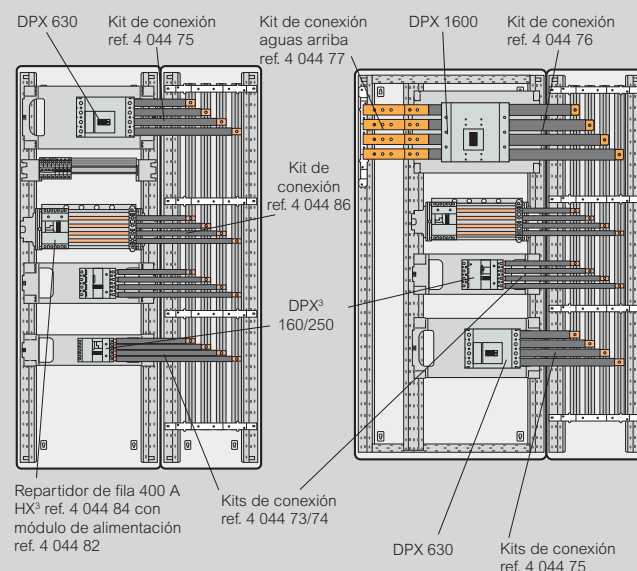 DPX 630
Kit de conexión
ref. 4 044 75
Kit de conexión
aguas arriba
ref. 4 044 77
DPX 1600
Kit de conexión
ref. 4 044 76
Kit de
conexión
ref. 4 044 86
DPX³
160/250
Repartidor de fila 400 A
HX³ ref. 4 044 84 con
módulo de alimentación
ref. 4 044 82
Kits de conexión
ref. 4 044 73/74
DPX 630
Kits de conexión
ref. 4 044 75